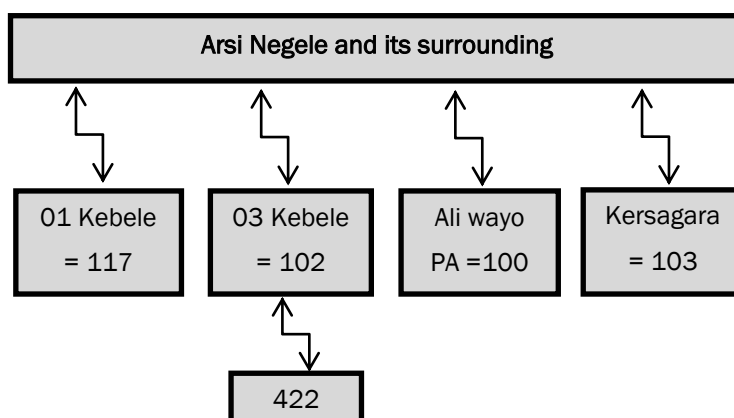 Arsi Negele and its surrounding
01 Kebele
= 117
03 Kebele
= 102
Ali wayo
PA =100
Kersagara
= 103
422